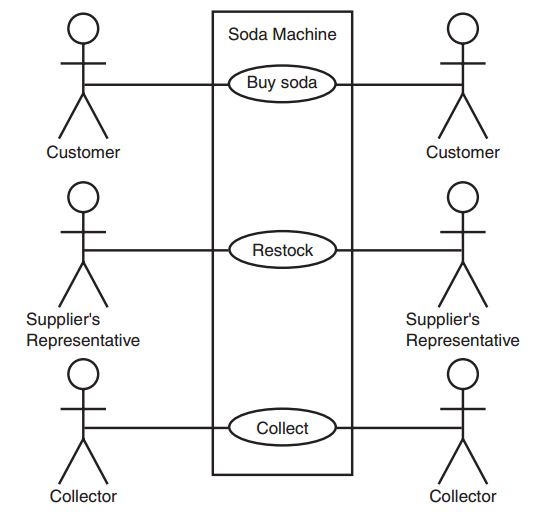 Soda Machine
Buy soda
Customer
Customer
Restock
Supplier's
Representative
Supplier's
Representative
Collect
Collector
Collector